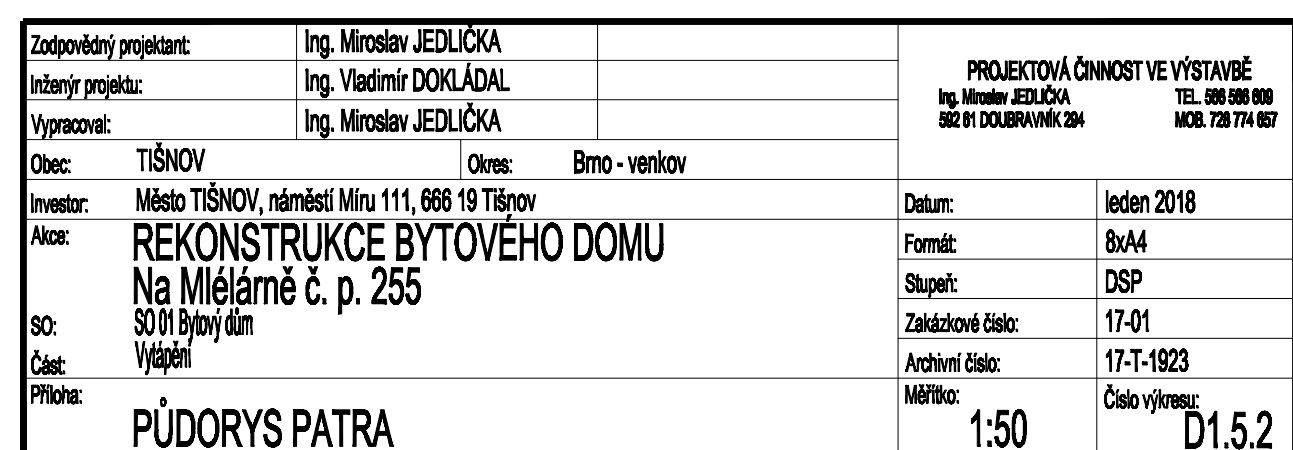 Zodpovědný projektant: Ing. Miroslav JEDLIČKA
Inženýr projektu: Ing. Vladimír DOKLÁDAL
Vypracoval: Ing. Miroslav JEDLIČKA
PROJEKTOVÁ ČINNOST VE VÝSTAVBĚ
Ing. Miroslav JEDLIČKA TEL. 566 566 609
592 61 DOUBRAVNÍK 294 MOB. 728 774 657
Obec: TIŠNOV Okres: Brno - venkov
Investor: Město TIŠNOV, náměstí Míru 111, 666 19 Tišnov
Datum: leden 2018
Akce: REKONSTRUKCE BYTOVÉHO DOMU
Formát: 8xA4
Na Mlélárně č. p. 255
Stupeň: DSP
SO: SO 01 Bytový dům
Zakázkové číslo: 17-01
Část: Vytápění
Archivní číslo: 17-T-1923
Příloha: PŮDORYS PATRA
Měřítko: 1:50
Číslo výkresu: D1.5.2